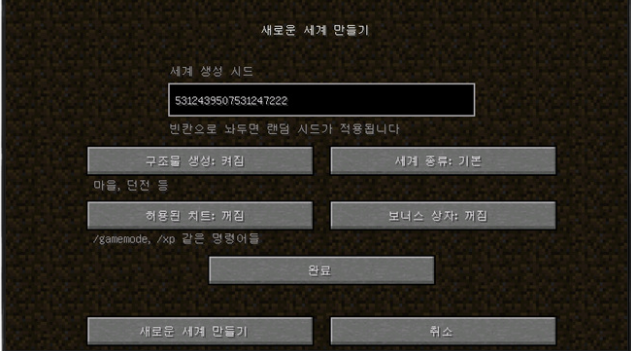 새로운 세계 만들기
세계 생성 시드
5312439507531247222
빈칸으로 놔두면 랜덤 시드가 적용됩니다
구조물 생성: 켜짐
세계 종류: 기본
마을, 던전 등
허용된 치트: 꺼짐
보너스 상자: 꺼짐
/gamemode, /xp 같은 명령어들
완료
새로운 세계 만들기
취소